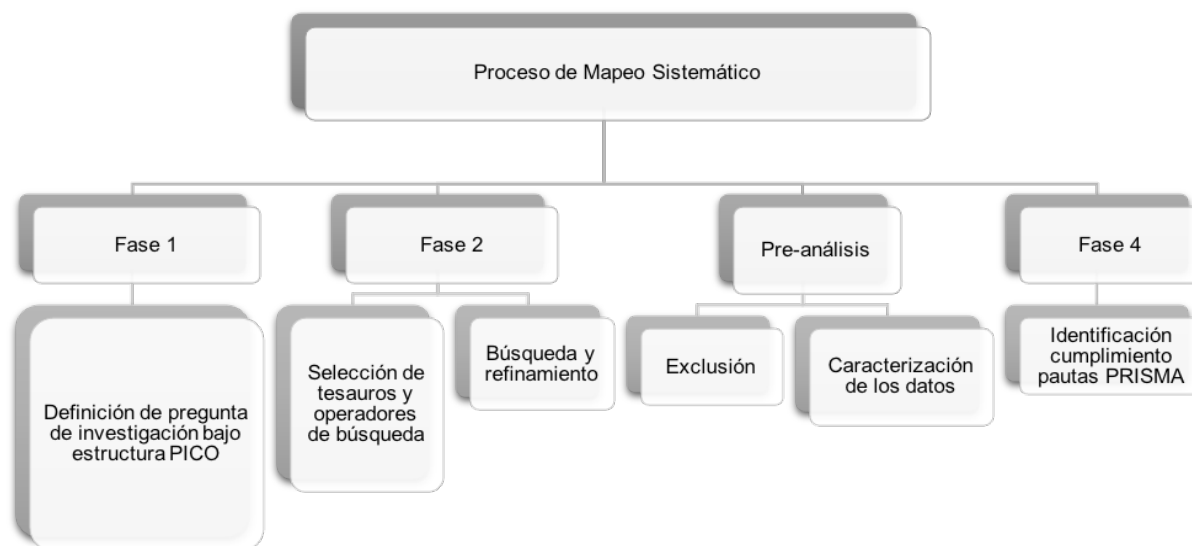 Proceso de Mapeo Sistemático
Fase 1
Fase 2
Pre-análisis
Fase 4
Definición de pregunta
de investigación bajo
estructura PICO
Selección de
tesauros y
operadores
de búsqueda
Búsqueda y
refinamiento
Exclusión
Caracterización
de los datos
Identificación
cumplimiento
pautas PRISMA